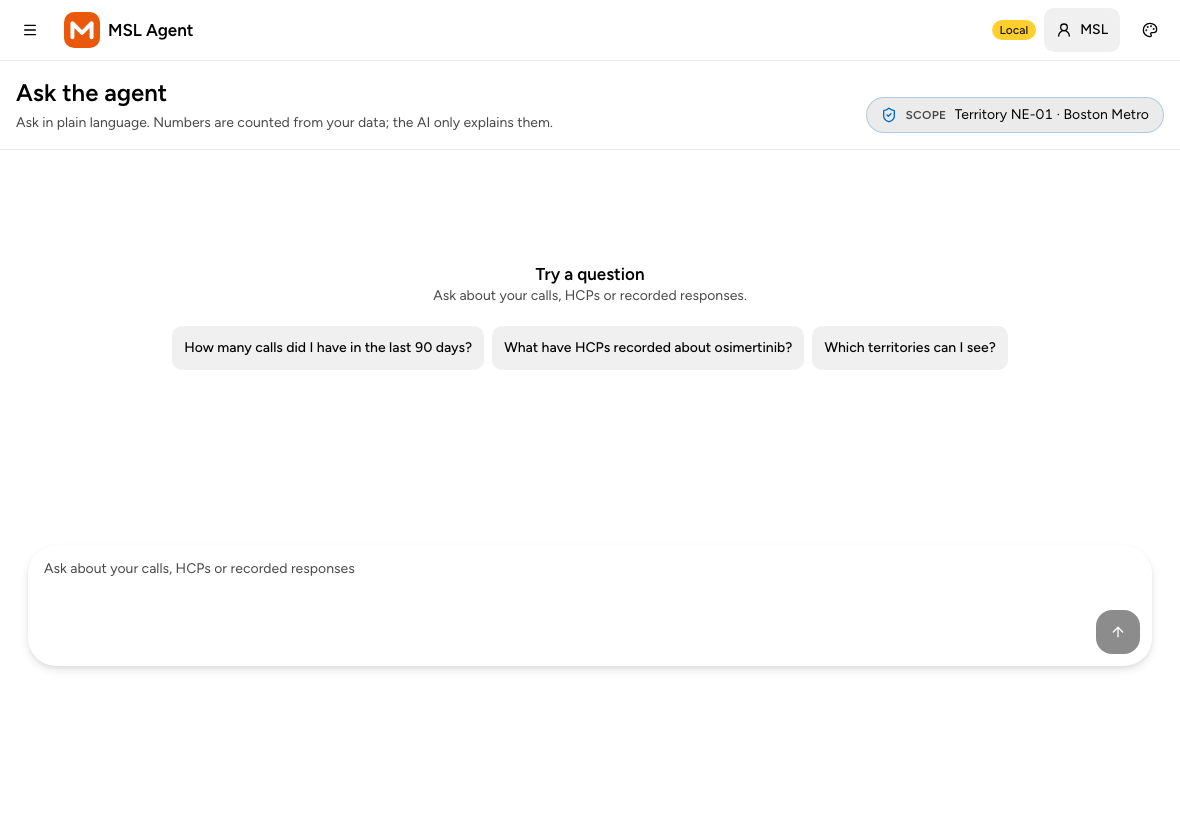 MSL Agent
Local
MSL
Ask the agent
Ask in plain language. Numbers are counted from your data; the AI only explains them.
SCOPE Territory NE-01 · Boston Metro
Try a question
Ask about your calls, HCPs or recorded responses.
How many calls did I have in the last 90 days?
What have HCPs recorded about osimertinib?
Which territories can I see?
Ask about your calls, HCPs or recorded responses